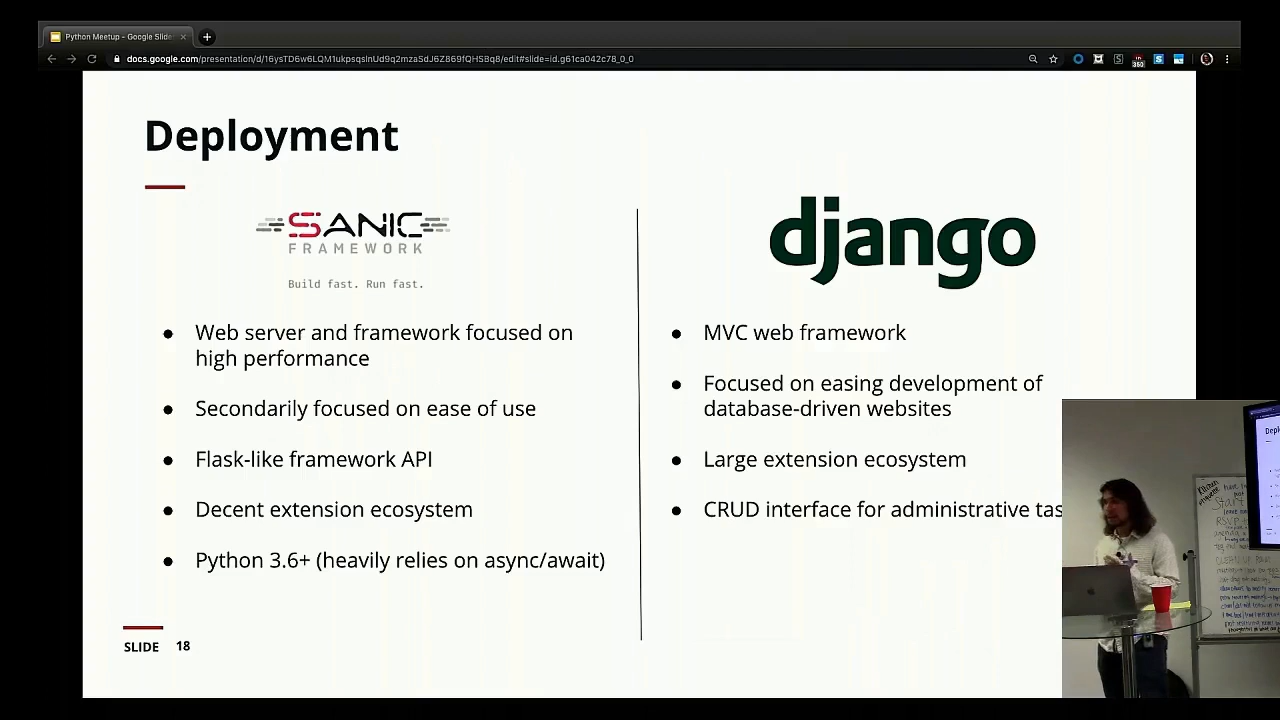 Python Meetup - Google Slide
docs.google.com/presentation/d/16ysTD6w6LQM1ukpsqslnUd9q2mzaSdJ6Z869fQHSBq8/edit#slide=id.g61ca042c78_0_0
350
Deployment
SANIC
FRAMEWORK
Build fast. Run fast.
Web server and framework focused on
high performance
Secondarily focused on ease of use
Flask-like framework API
Decent extension ecosystem
Python 3.6+ (heavily relies on async/await)
django
MVC web framework
Focused on easing development of
database-driven websites
Large extension ecosystem
CRUD interface for administrative tas
SLIDE 18
Start